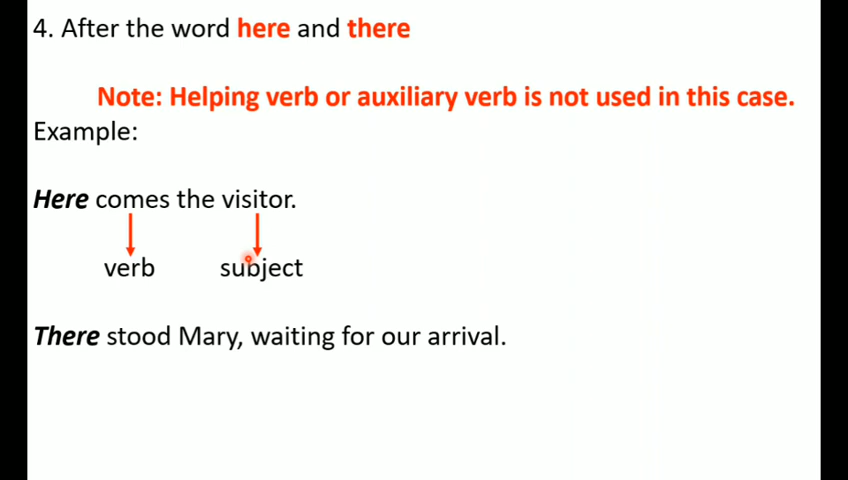 4. After the word here and there
Note: Helping verb or auxiliary verb is not used in this case.
Example:
Here comes the visitor.
verb subject
There stood Mary, waiting for our arrival.